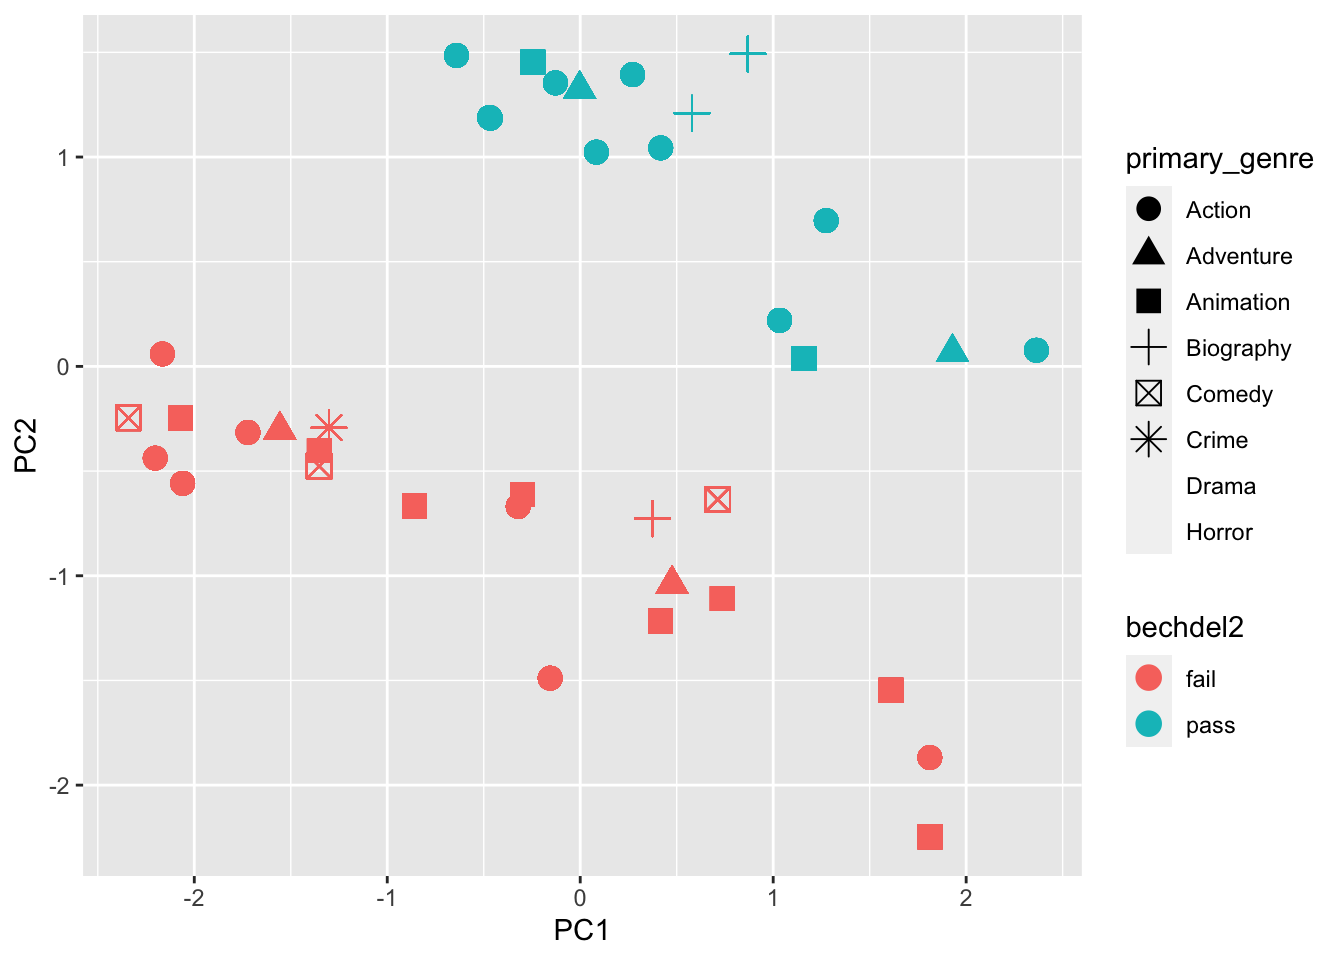 1
0
-1
-2
PC2
-2
-1
0
1
2
PC1
primary_genre
Action
Adventure
Animation
Biography
Comedy
Crime
Drama
Horror
bechdel2
fail
pass